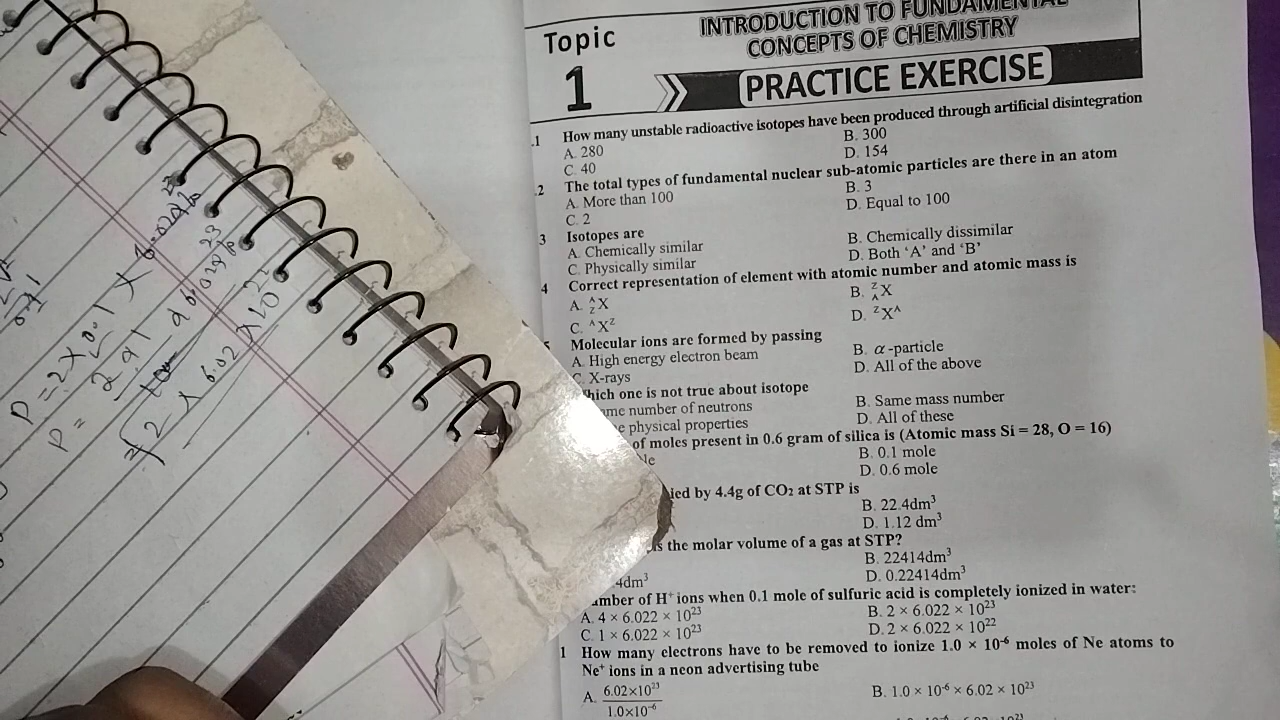 Topic
1
INTRODUCTION TO FUNDAMENTAL
CONCEPTS OF CHEMISTRY
PRACTICE EXERCISE
.1 How many unstable radioactive isotopes have been produced through artificial disintegration
A. 280 B. 300
C. 40 D. 154
.2 The total types of fundamental nuclear sub-atomic particles are there in an atom
A. More than 100 B. 3
C. 2 D. Equal to 100
3 Isotopes are
A. Chemically similar B. Chemically dissimilar
C. Physically similar D. Both ‘A’ and ‘B’
4 Correct representation of element with atomic number and atomic mass is
A. ᴬ_Z X B. ᶻ_A X
C. ᴬXᶻ D. ᶻXᴬ
Molecular ions are formed by passing
A. High energy electron beam B. α -particle
C. X-rays D. All of the above
hich one is not true about isotope
me number of neutrons B. Same mass number
e physical properties D. All of these
of moles present in 0.6 gram of silica is (Atomic mass Si = 28, O = 16)
le B. 0.1 mole
D. 0.6 mole
ied by 4.4g of CO₂ at STP is
B. 22.4dm³
D. 1.12 dm³
s the molar volume of a gas at STP?
B. 22414dm³
4dm³ D. 0.22414dm³
umber of H⁺ ions when 0.1 mole of sulfuric acid is completely ionized in water:
A. 4 × 6.022 × 10²³ B. 2 × 6.022 × 10²³
C. 1 × 6.022 × 10²³ D. 2 × 6.022 × 10²²
1 How many electrons have to be removed to ionize 1.0 × 10⁻⁶ moles of Ne atoms to
Ne⁺ ions in a neon advertising tube
A. 6.02×10²³ / 1.0×10⁻⁶ B. 1.0 × 10⁻⁶ × 6.02 × 10²³